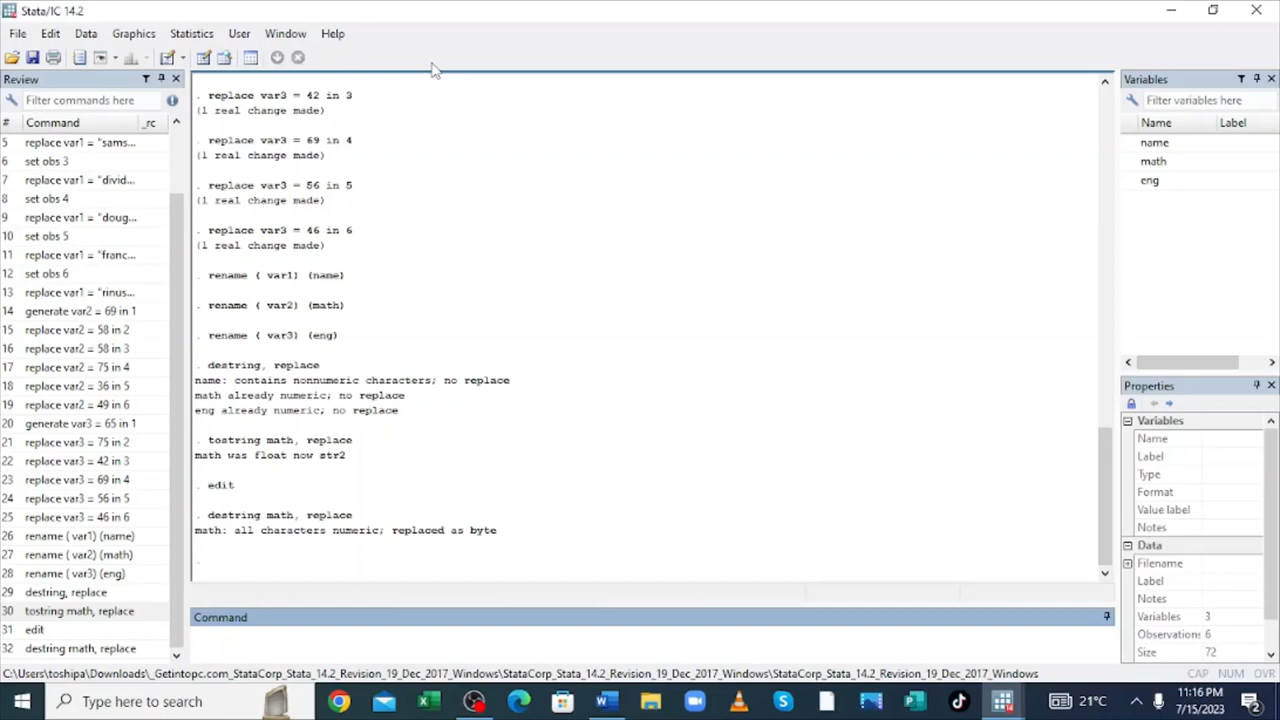 Stata/IC 14.2
File Edit Data Graphics Statistics User Window Help
Review
Filter commands here
# Command _rc
5 replace var1 = "sams...
6 set obs 3
7 replace var1 = "divid...
8 set obs 4
9 replace var1 = "doug...
10 set obs 5
11 replace var1 = "franc...
12 set obs 6
13 replace var1 = "rinus...
14 generate var2 = 69 in 1
15 replace var2 = 58 in 2
16 replace var2 = 58 in 3
17 replace var2 = 75 in 4
18 replace var2 = 36 in 5
19 replace var2 = 49 in 6
20 generate var3 = 65 in 1
21 replace var3 = 75 in 2
22 replace var3 = 42 in 3
23 replace var3 = 69 in 4
24 replace var3 = 56 in 5
25 replace var3 = 46 in 6
26 rename ( var1) (name)
27 rename ( var2) (math)
28 rename ( var3) (eng)
29 destring, replace
30 tostring math, replace
31 edit
32 destring math, replace
. replace var3 = 42 in 3
(1 real change made)
. replace var3 = 69 in 4
(1 real change made)
. replace var3 = 56 in 5
(1 real change made)
. replace var3 = 46 in 6
(1 real change made)
. rename ( var1) (name)
. rename ( var2) (math)
. rename ( var3) (eng)
. destring, replace
name: contains nonnumeric characters; no replace
math already numeric; no replace
eng already numeric; no replace
. tostring math, replace
math was float now str2
. edit
. destring math, replace
math: all characters numeric; replaced as byte
.
Command
Variables
Filter variables here
Name Label
name
math
eng
Properties
Variables
Name
Label
Type
Format
Value label
Notes
Data
Filename
Label
Notes
Variables 3
Observations 6
Size 72
C:\Users\toshipa\Downloads\_Getintopc.com_StataCorp_Stata_14.2_Revision_19_Dec_2017_Windows\StataCorp_Stata_14.2_Revision_19_Dec_2017_Windows\StataCorp_Stata_14.2_Revision_19_Dec_2017_Windows
CAP NUM OVR
Type here to search
21°C
11:16 PM
7/15/2023
2